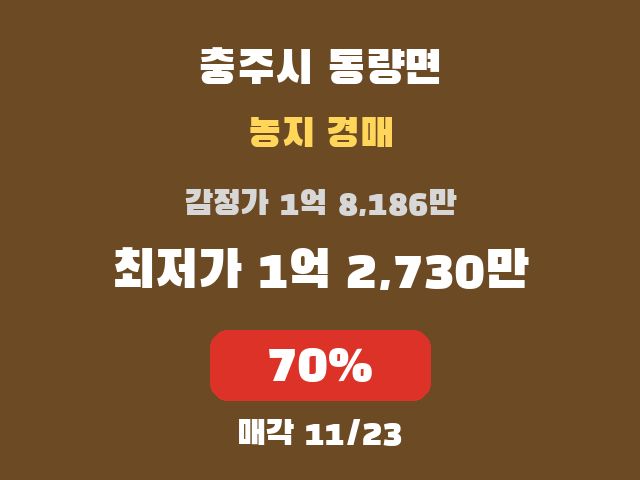 충주시 동량면
농지 경매
감정가 1억 8,186만
최저가 1억 2,730만
70%
매각 11/23